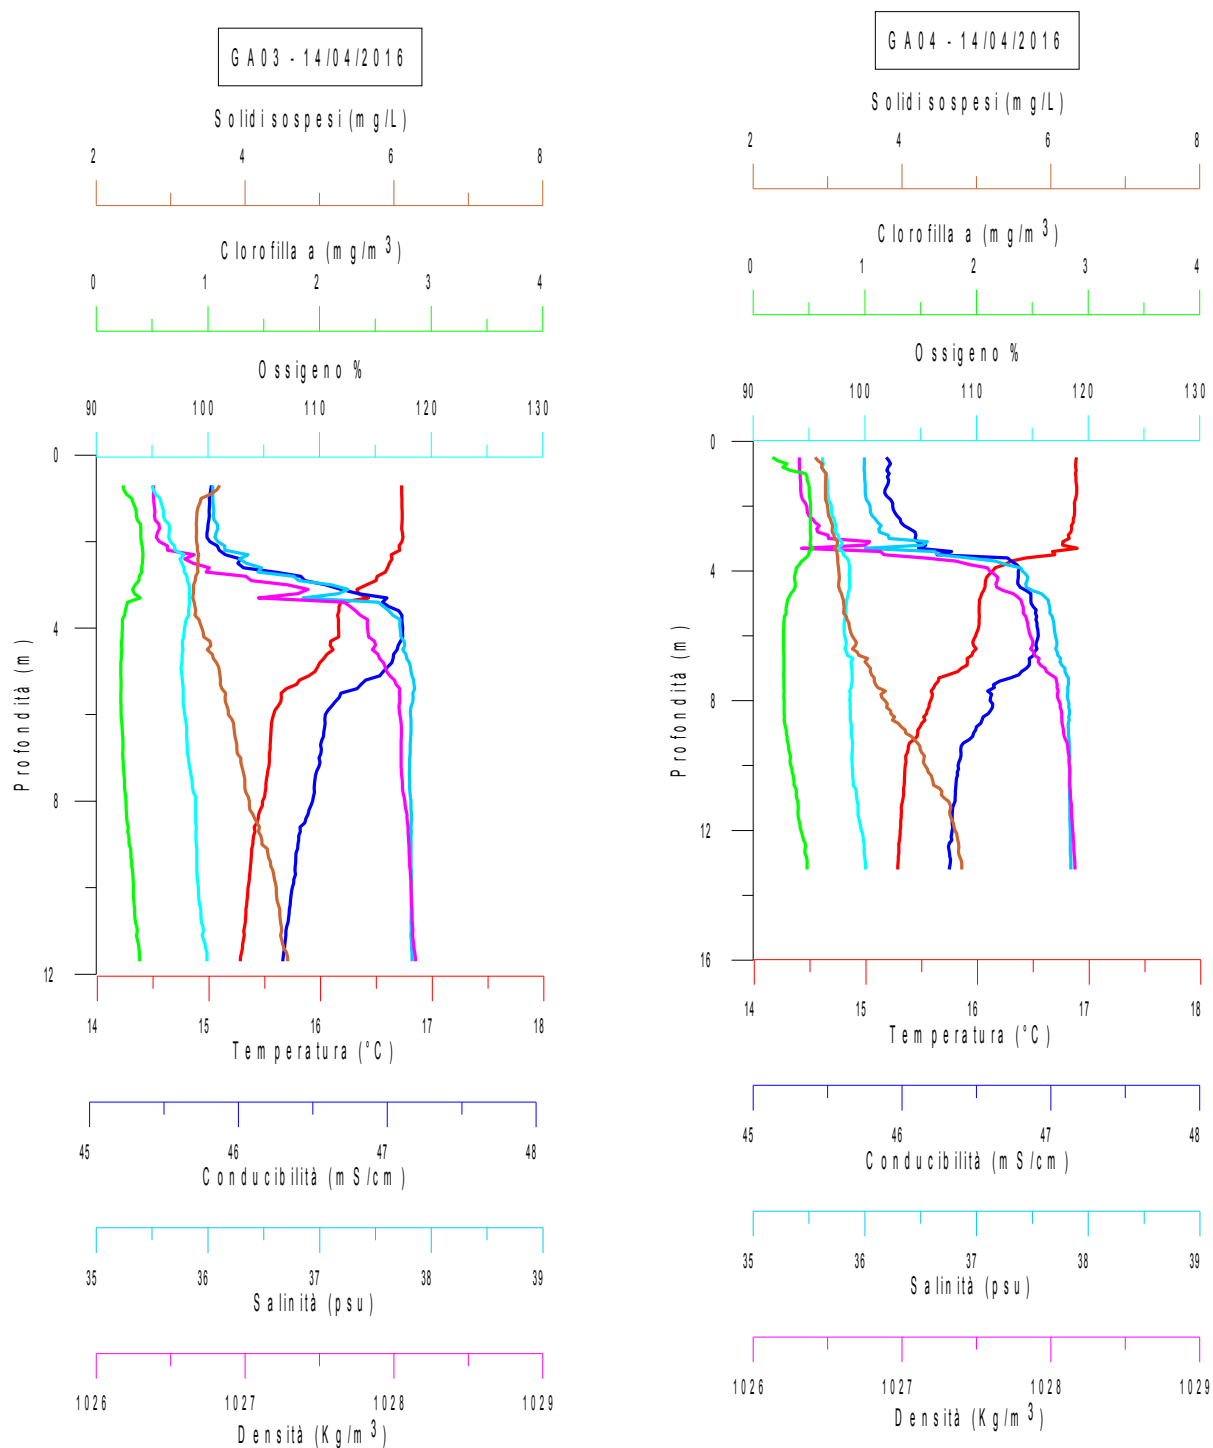 GA03 - 14/04/2016
Solidi sospesi (mg/L)
2 4 6 8
Clorofilla a (mg/m³)
0 1 2 3 4
Ossigeno %
90 100 110 120 130
0
4
8
12
Profondità (m)
14 15 16 17 18
Temperatura (°C)
45 46 47 48
Conducibilità (mS/cm)
35 36 37 38 39
Salinità (psu)
1026 1027 1028 1029
Densità (Kg/m³)
GA04 - 14/04/2016
Solidi sospesi (mg/L)
2 4 6 8
Clorofilla a (mg/m³)
0 1 2 3 4
Ossigeno %
90 100 110 120 130
0
4
8
12
16
Profondità (m)
14 15 16 17 18
Temperatura (°C)
45 46 47 48
Conducibilità (mS/cm)
35 36 37 38 39
Salinità (psu)
1026 1027 1028 1029
Densità (Kg/m³)